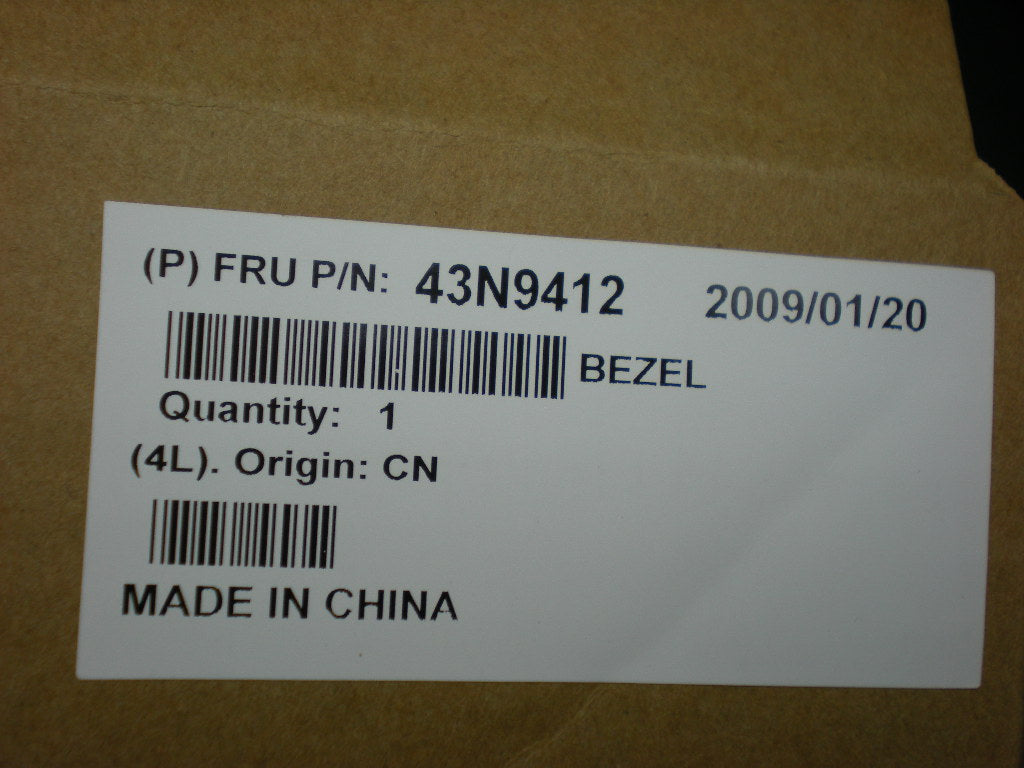 (P) FRU P/N: 43N9412 2009/01/20
BEZEL
Quantity: 1
(4L). Origin: CN
MADE IN CHINA